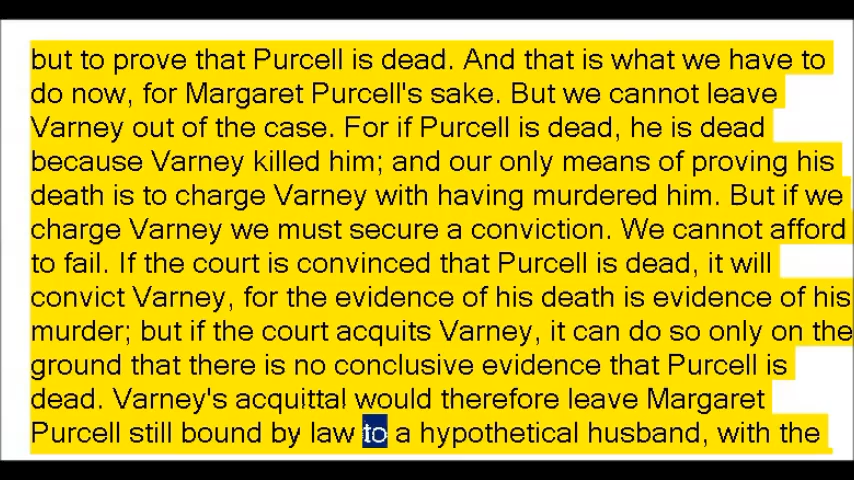 but to prove that Purcell is dead. And that is what we have to
do now, for Margaret Purcell's sake. But we cannot leave
Varney out of the case. For if Purcell is dead, he is dead
because Varney killed him; and our only means of proving his
death is to charge Varney with having murdered him. But if we
charge Varney we must secure a conviction. We cannot afford
to fail. If the court is convinced that Purcell is dead, it will
convict Varney, for the evidence of his death is evidence of his
murder; but if the court acquits Varney, it can do so only on the
ground that there is no conclusive evidence that Purcell is
dead. Varney's acquittal would therefore leave Margaret
Purcell still bound by law to a hypothetical husband, with the